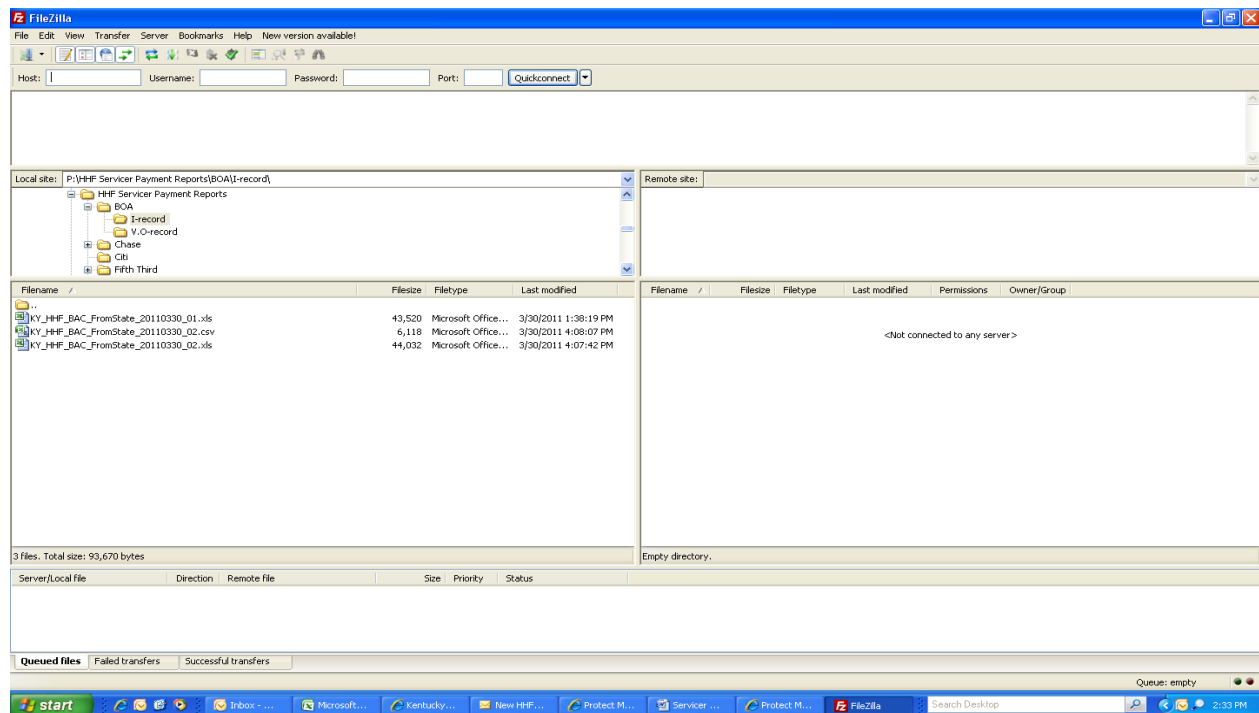 FileZilla
File Edit View Transfer Server Bookmarks Help New version available!
Host: Username: Password: Port: Quickconnect
Local site: P:\HHF Servicer Payment Reports\BOA\I-record\
HHF Servicer Payment Reports
BOA
I-record
V.O-record
Chase
Citi
Fifth Third
Remote site:
Filename / Filesize Filetype Last modified
..
KY_HHF_BAC_FromState_20110330_01.xls 43,520 Microsoft Office... 3/30/2011 1:38:19 PM
KY_HHF_BAC_FromState_20110330_02.csv 6,118 Microsoft Office... 3/30/2011 4:08:07 PM
KY_HHF_BAC_FromState_20110330_02.xls 44,032 Microsoft Office... 3/30/2011 4:07:42 PM
3 files. Total size: 93,670 bytes
Filename / Filesize Filetype Last modified Permissions Owner/Group
<Not connected to any server>
Empty directory.
Server/Local file Direction Remote file Size Priority Status
Queued files Failed transfers Successful transfers
Queue: empty
start Inbox - ... Microsoft... Kentucky... New HHF... Protect M... Servicer ... Protect M... FileZilla Search Desktop 2:33 PM